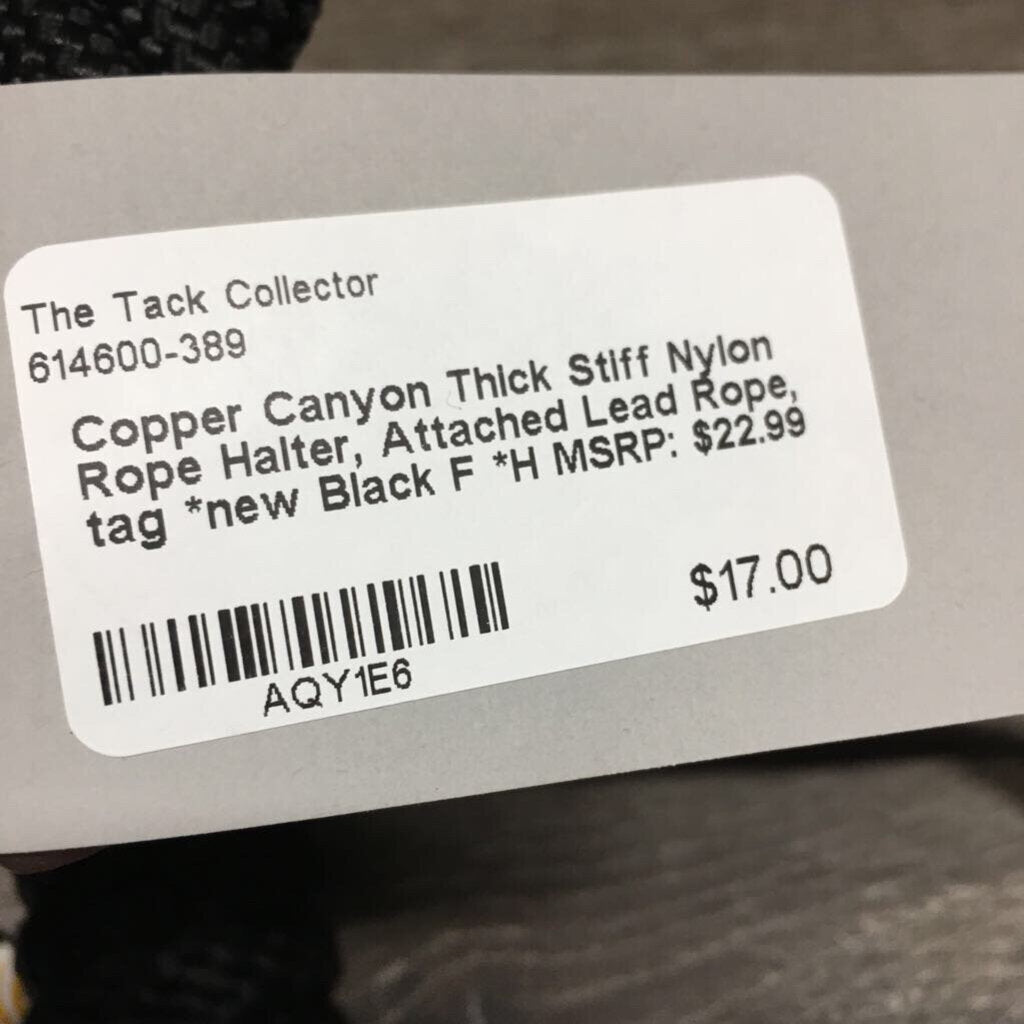 The Tack Collector
614600-389
Copper Canyon Thick Stiff Nylon
Rope Halter, Attached Lead Rope,
tag *new Black F *H MSRP: $22.99
$17.00
AQY1E6